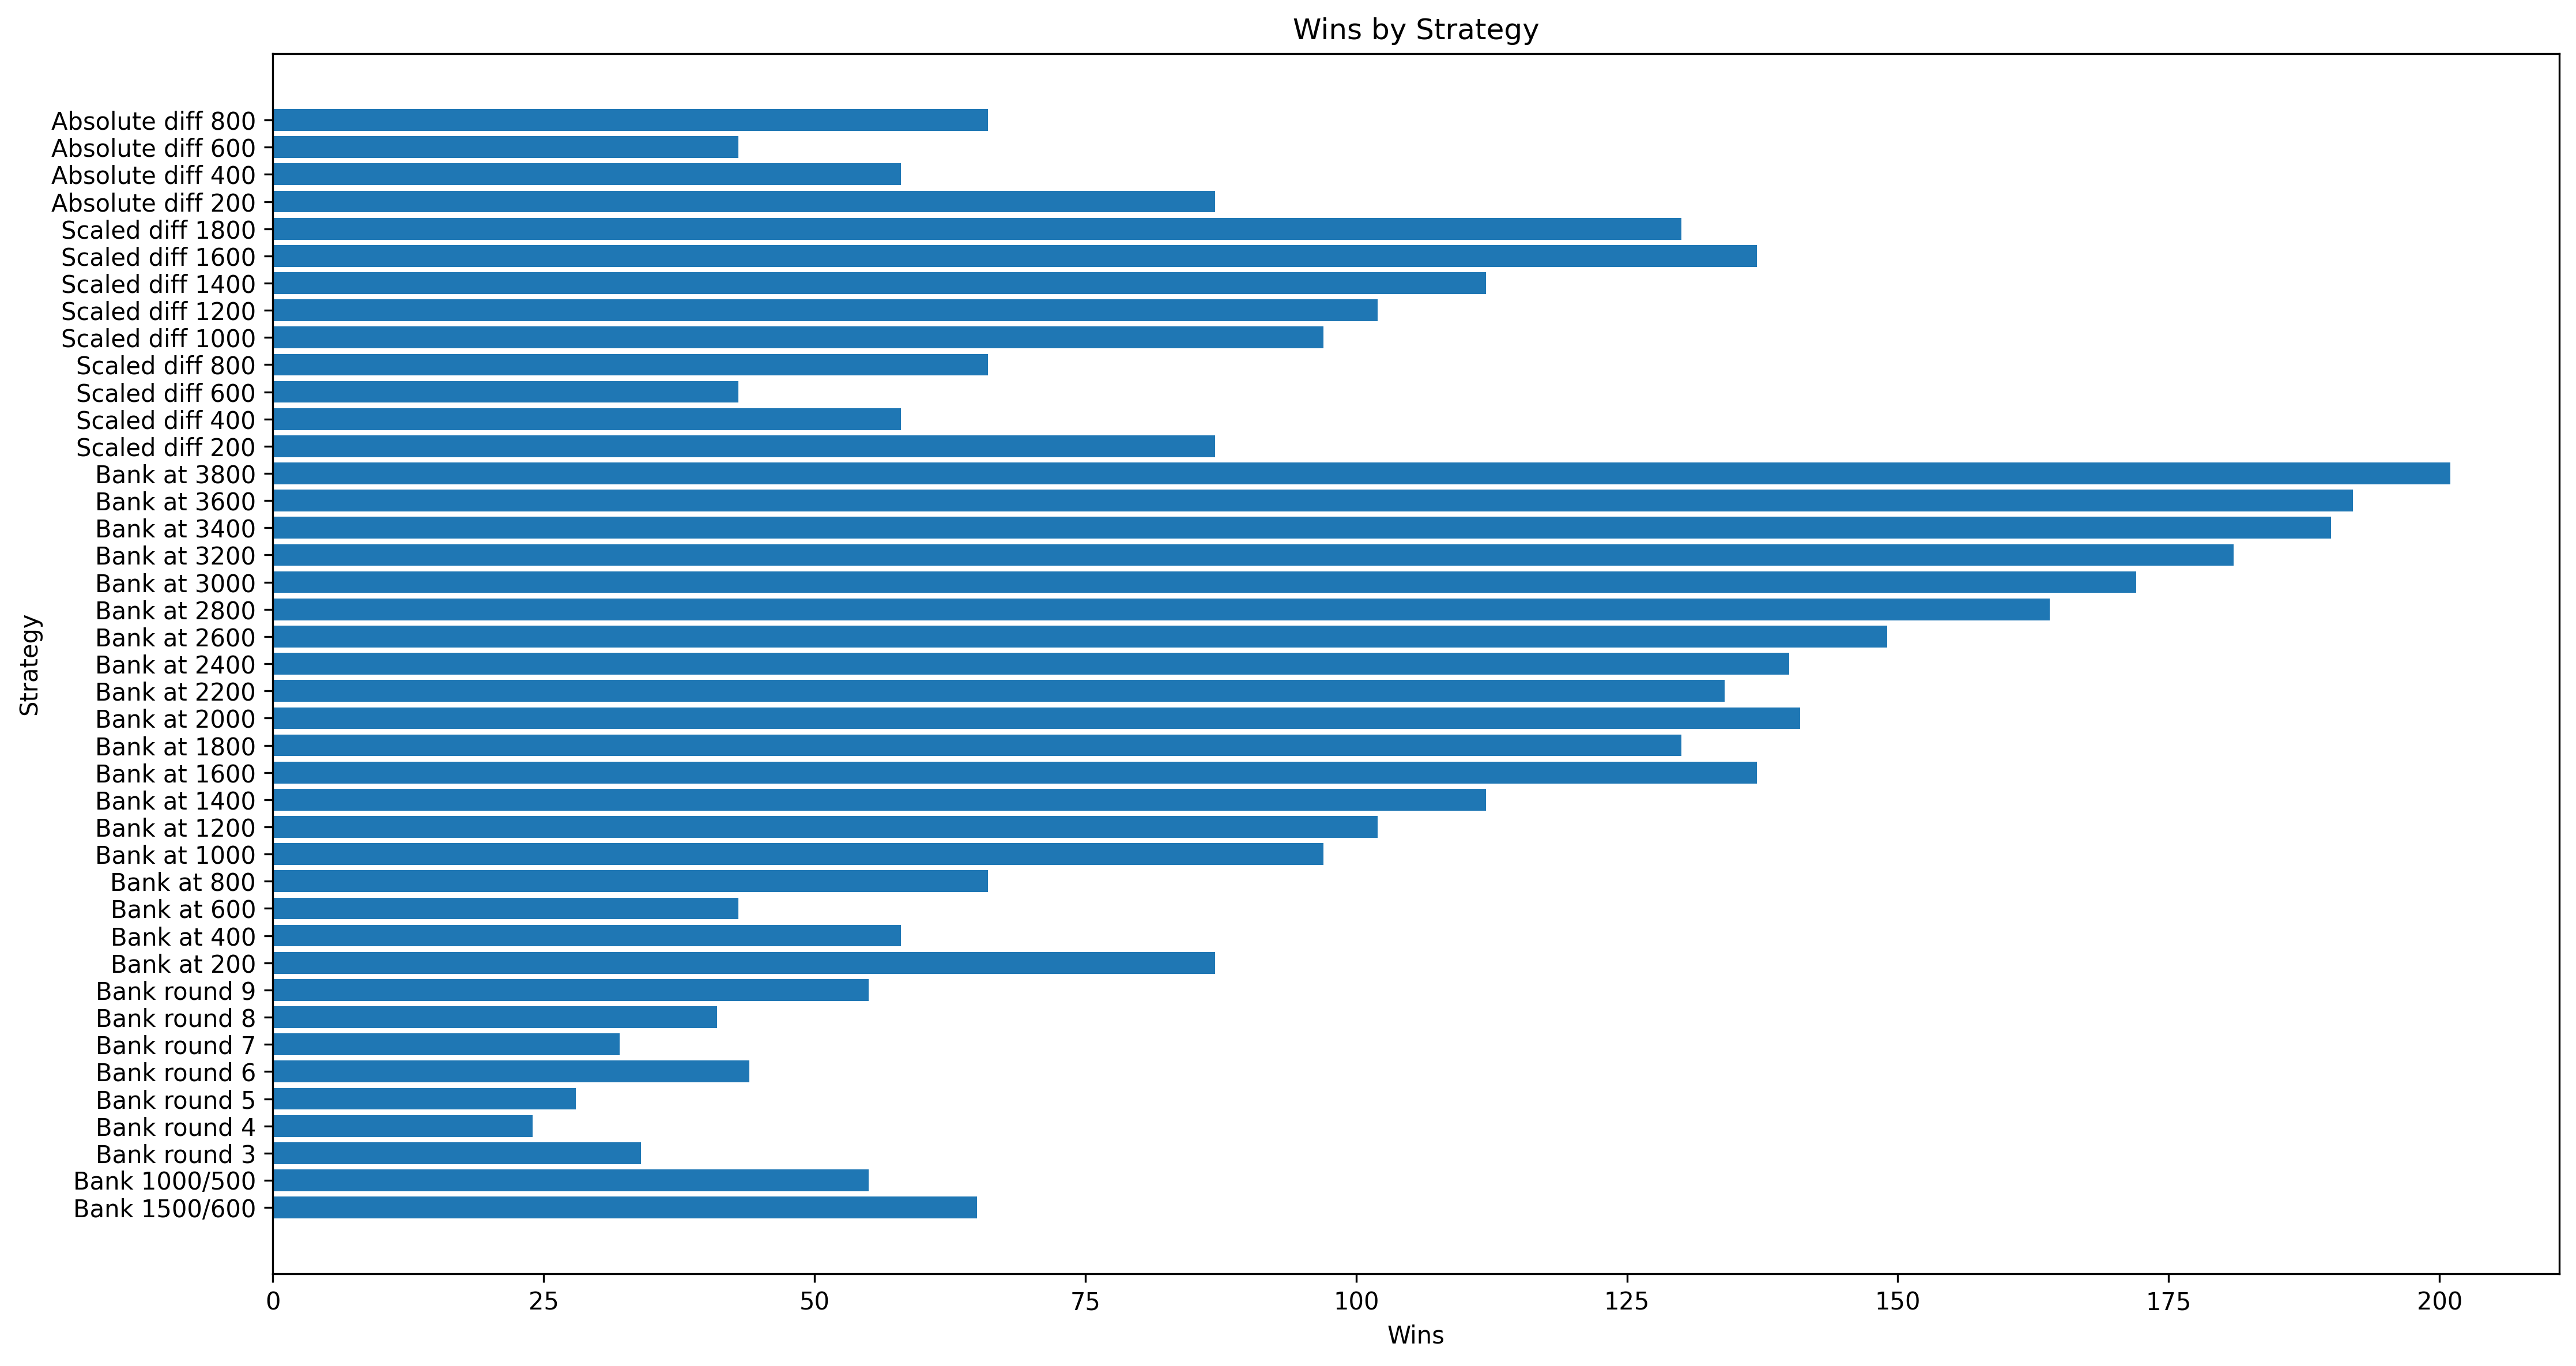 Wins by Strategy
Strategy
Absolute diff 800
Absolute diff 600
Absolute diff 400
Absolute diff 200
Scaled diff 1800
Scaled diff 1600
Scaled diff 1400
Scaled diff 1200
Scaled diff 1000
Scaled diff 800
Scaled diff 600
Scaled diff 400
Scaled diff 200
Bank at 3800
Bank at 3600
Bank at 3400
Bank at 3200
Bank at 3000
Bank at 2800
Bank at 2600
Bank at 2400
Bank at 2200
Bank at 2000
Bank at 1800
Bank at 1600
Bank at 1400
Bank at 1200
Bank at 1000
Bank at 800
Bank at 600
Bank at 400
Bank at 200
Bank round 9
Bank round 8
Bank round 7
Bank round 6
Bank round 5
Bank round 4
Bank round 3
Bank 1000/500
Bank 1500/600
0 25 50 75 100 125 150 175 200
Wins